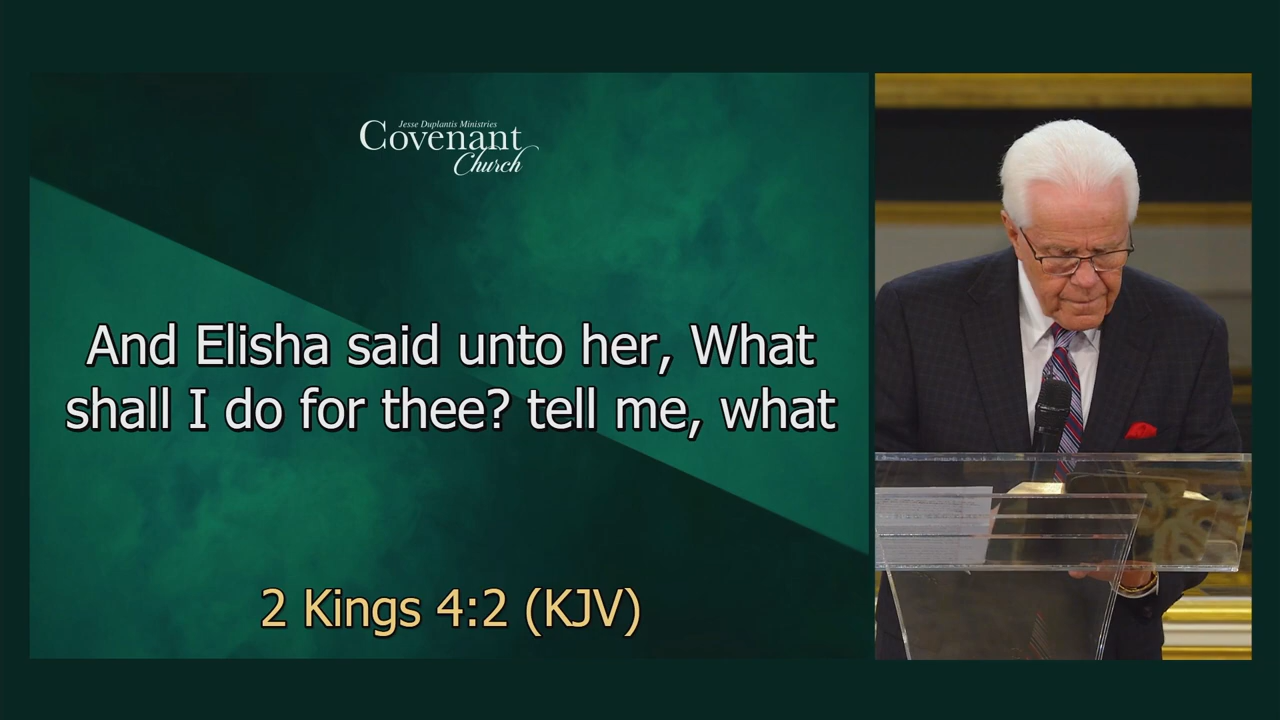 Jesse Duplantis Ministries
Covenant
Church
And Elisha said unto her, What
shall I do for thee? tell me, what
2 Kings 4:2 (KJV)